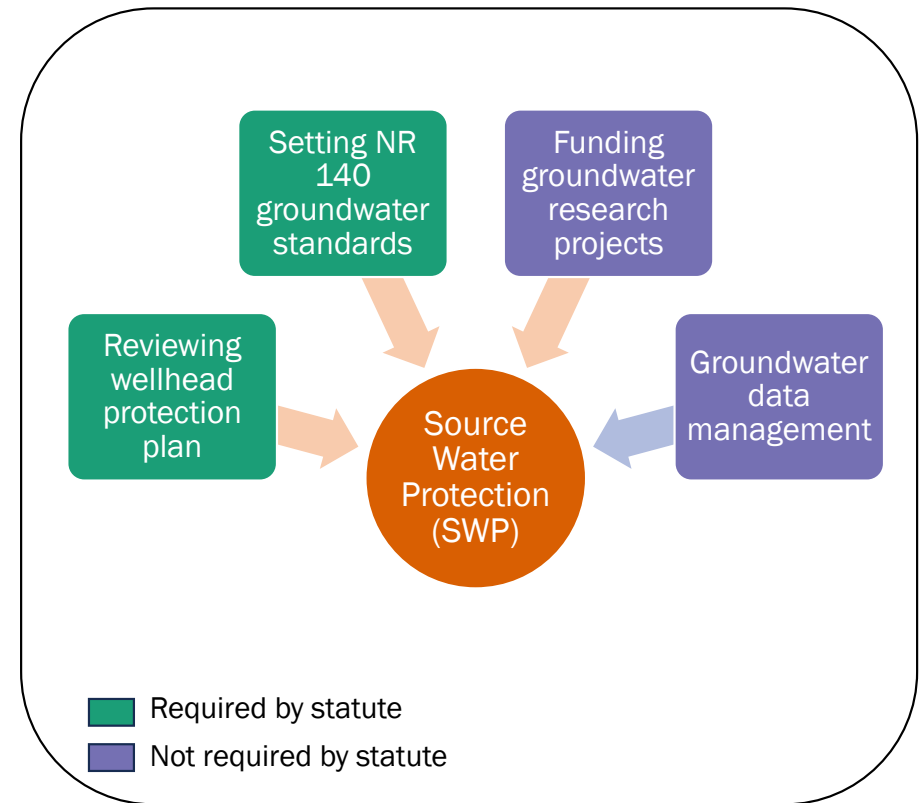 Setting NR
140
groundwater
standards
Funding
groundwater
research
projects
Reviewing
wellhead
protection
plan
Groundwater
data
management
Source
Water
Protection
(SWP)
Required by statute
Not required by statute